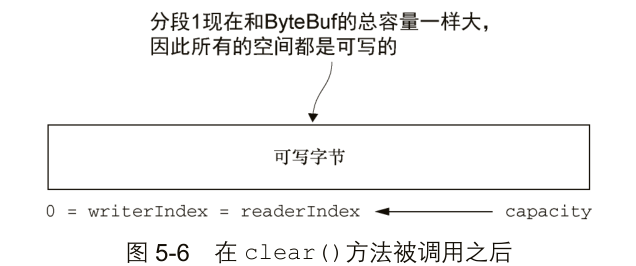 分段1现在和ByteBuf的总容量一样大，
因此所有的空间都是可写的
可写字节
0 = writerIndex = readerIndex capacity
图 5-6 在 clear()方法被调用之后